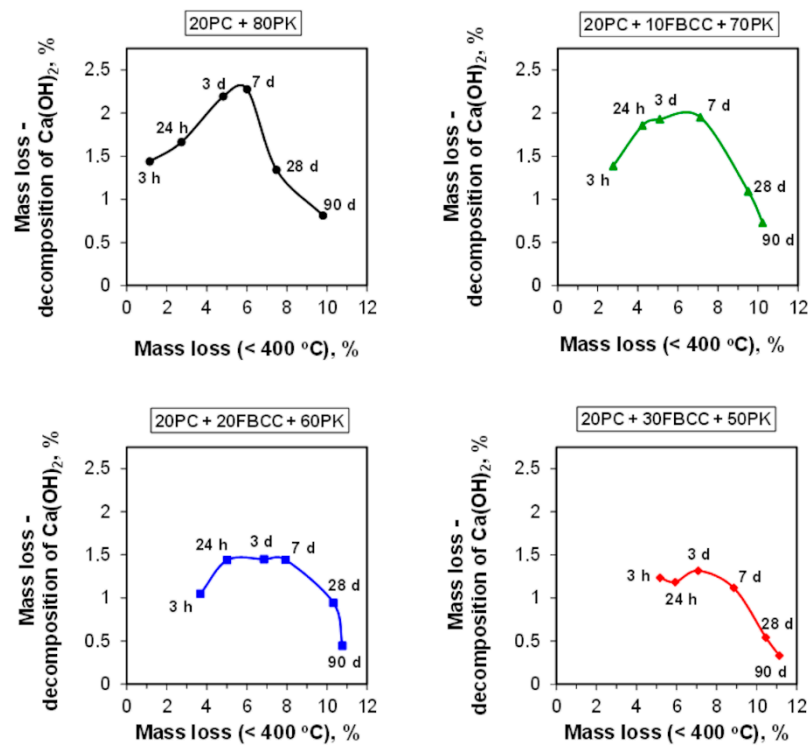 20PC + 80PK
Mass loss -
decomposition of Ca(OH)2, %
2.5
2
1.5
1
0.5
0
3 h
24 h
3 d
7 d
28 d
90 d
0 2 4 6 8 10 12
Mass loss (< 400 °C), %
20PC + 10FBCC + 70PK
Mass loss -
decomposition of Ca(OH)2, %
2.5
2
1.5
1
0.5
0
3 h
24 h
3 d
7 d
28 d
90 d
0 2 4 6 8 10 12
Mass loss (< 400 °C), %
20PC + 20FBCC + 60PK
Mass loss -
decomposition of Ca(OH)2, %
2.5
2
1.5
1
0.5
0
3 h
24 h
3 d
7 d
28 d
90 d
0 2 4 6 8 10 12
Mass loss (< 400 °C), %
20PC + 30FBCC + 50PK
Mass loss -
decomposition of Ca(OH)2, %
2.5
2
1.5
1
0.5
0
3 h
24 h
3 d
7 d
28 d
90 d
0 2 4 6 8 10 12
Mass loss (< 400 °C), %